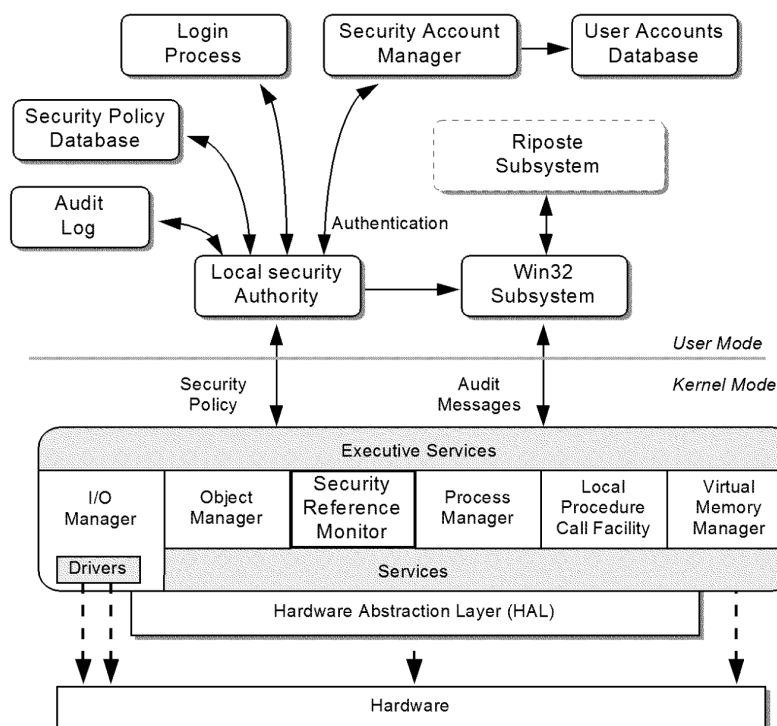 Login
Process
Security Account
Manager
User Accounts
Database
Security Policy
Database
Riposte
Subsystem
Audit
Log
Authentication
Local security
Authority
Win32
Subsystem
User Mode
Kernel Mode
Security
Policy
Audit
Messages
Executive Services
I/O
Manager
Object
Manager
Security
Reference
Monitor
Process
Manager
Local
Procedure
Call Facility
Virtual
Memory
Manager
Drivers
Services
Hardware Abstraction Layer (HAL)
Hardware